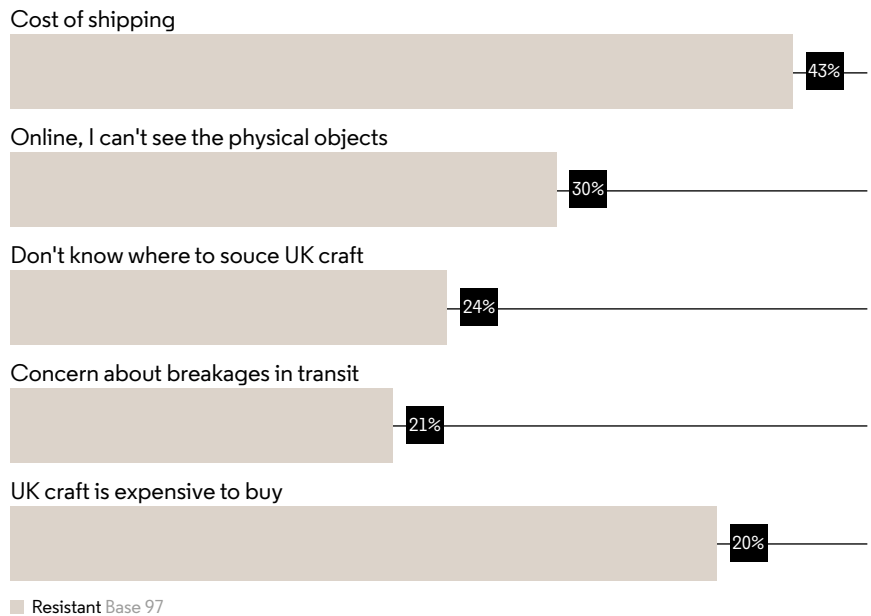 Cost of shipping
43%
Online, I can't see the physical objects
30%
Don't know where to souce UK craft
24%
Concern about breakages in transit
21%
UK craft is expensive to buy
20%
Resistant Base 97